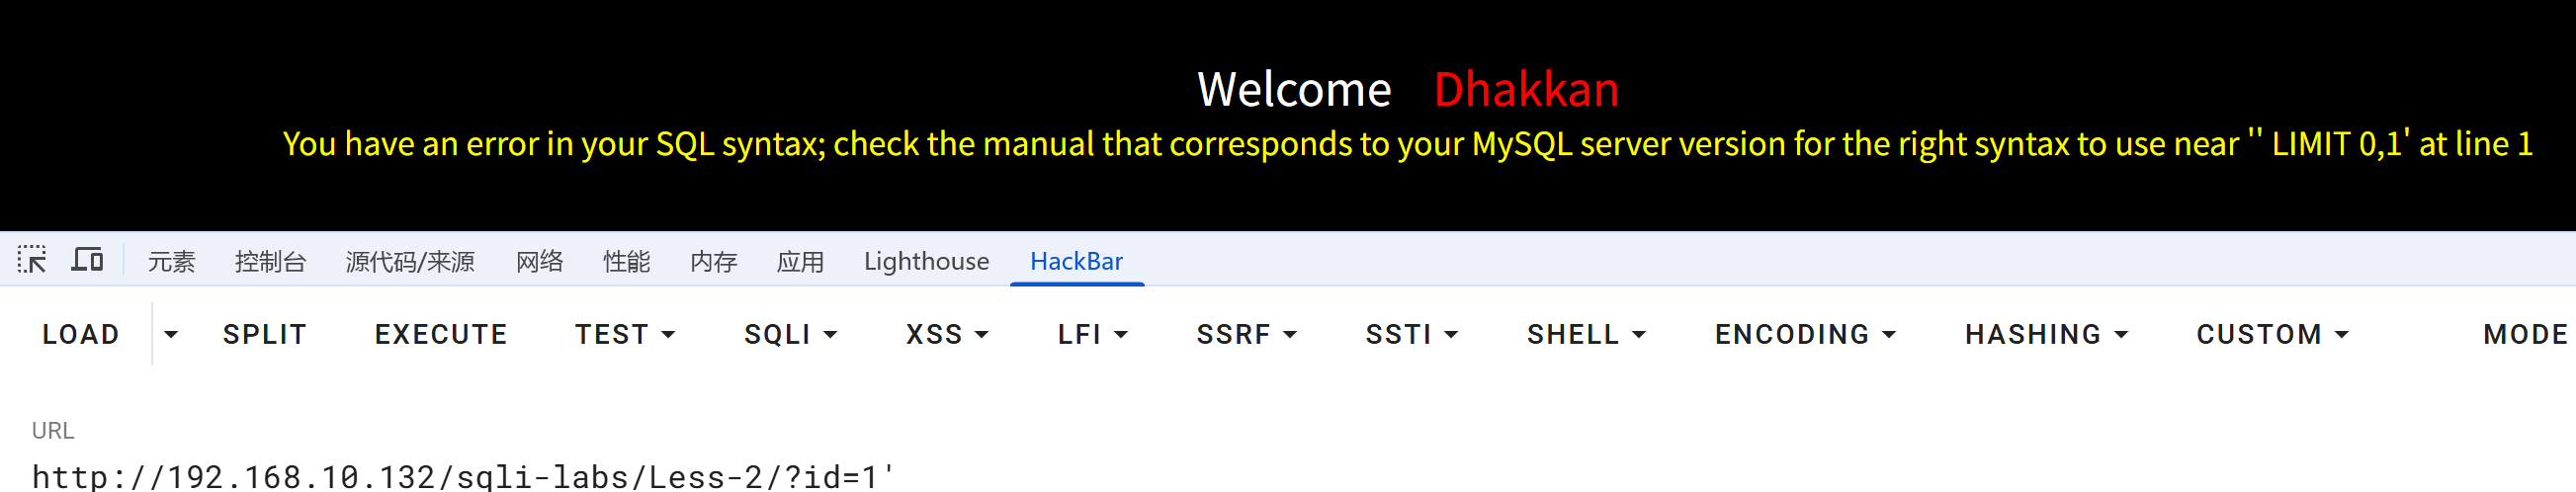 Welcome Dhakkan
You have an error in your SQL syntax; check the manual that corresponds to your MySQL server version for the right syntax to use near '' LIMIT 0,1' at line 1
元素 控制台 源代码/来源 网络 性能 内存 应用 Lighthouse HackBar
LOAD SPLIT EXECUTE TEST SQLI XSS LFI SSRF SSTI SHELL ENCODING HASHING CUSTOM MODE
URL
http://192.168.10.132/sqli-labs/Less-2/?id=1'